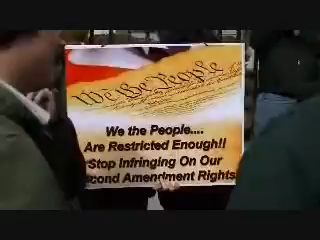 We the People
We the People....
Are Restricted Enough!!
Stop Infringing On Our
cond Amendment Rights